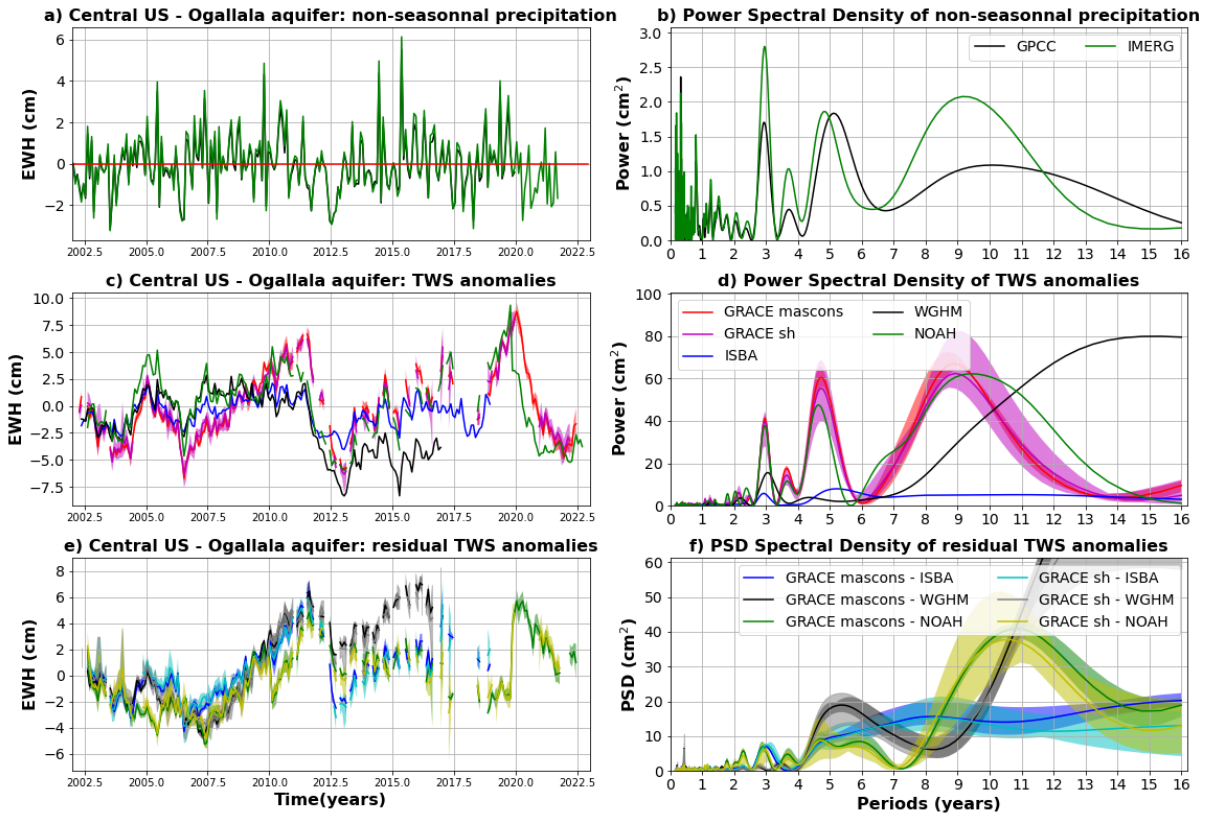 a) Central US - Ogallala aquifer: non-seasonnal precipitation
EWH (cm)
6
4
2
0
−2
2002.5 2005.0 2007.5 2010.0 2012.5 2015.0 2017.5 2020.0 2022.5
b) Power Spectral Density of non-seasonnal precipitation
GPCC IMERG
Power (cm²)
3.0
2.5
2.0
1.5
1.0
0.5
0.0
0 1 2 3 4 5 6 7 8 9 10 11 12 13 14 15 16
c) Central US - Ogallala aquifer: TWS anomalies
EWH (cm)
10.0
7.5
5.0
2.5
0.0
−2.5
−5.0
−7.5
2002.5 2005.0 2007.5 2010.0 2012.5 2015.0 2017.5 2020.0 2022.5
d) Power Spectral Density of TWS anomalies
GRACE mascons WGHM
GRACE sh NOAH
ISBA
Power (cm²)
100
80
60
40
20
0
0 1 2 3 4 5 6 7 8 9 10 11 12 13 14 15 16
e) Central US - Ogallala aquifer: residual TWS anomalies
EWH (cm)
8
6
4
2
0
−2
−4
−6
2002.5 2005.0 2007.5 2010.0 2012.5 2015.0 2017.5 2020.0 2022.5
Time(years)
f) PSD Spectral Density of residual TWS anomalies
GRACE mascons - ISBA GRACE sh - ISBA
GRACE mascons - WGHM GRACE sh - WGHM
GRACE mascons - NOAH GRACE sh - NOAH
PSD (cm²)
60
50
40
30
20
10
0
0 1 2 3 4 5 6 7 8 9 10 11 12 13 14 15 16
Periods (years)